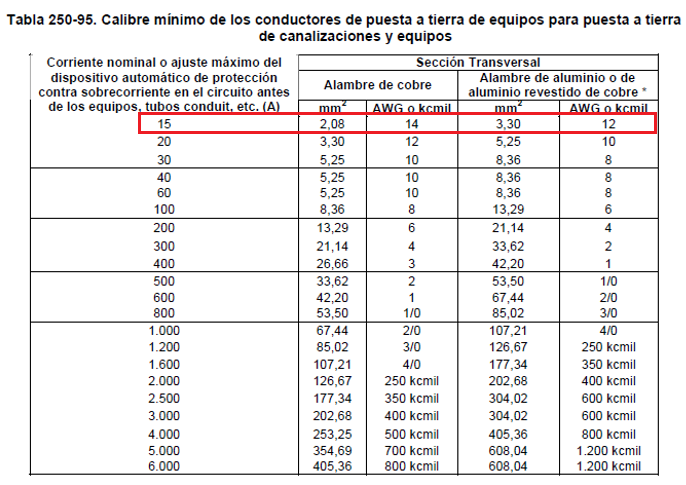 Tabla 250-95. Calibre mínimo de los conductores de puesta a tierra de equipos para puesta a tierra
de canalizaciones y equipos
Corriente nominal o ajuste máximo del
dispositivo automático de protección
contra sobrecorriente en el circuito antes
de los equipos, tubos conduit, etc. (A)
Sección Transversal
Alambre de cobre
Alambre de aluminio o de
aluminio revestido de cobre *
mm² AWG o kcmil mm² AWG o kcmil
15 2,08 14 3,30 12
20 3,30 12 5,25 10
30 5,25 10 8,36 8
40 5,25 10 8,36 8
60 5,25 10 8,36 8
100 8,36 8 13,29 6
200 13,29 6 21,14 4
300 21,14 4 33,62 2
400 26,66 3 42,20 1
500 33,62 2 53,50 1/0
600 42,20 1 67,44 2/0
800 53,50 1/0 85,02 3/0
1.000 67,44 2/0 107,21 4/0
1.200 85,02 3/0 126,67 250 kcmil
1.600 107,21 4/0 177,34 350 kcmil
2.000 126,67 250 kcmil 202,68 400 kcmil
2.500 177,34 350 kcmil 304,02 600 kcmil
3.000 202,68 400 kcmil 304,02 600 kcmil
4.000 253,25 500 kcmil 405,36 800 kcmil
5.000 354,69 700 kcmil 608,04 1.200 kcmil
6.000 405,36 800 kcmil 608,04 1.200 kcmil